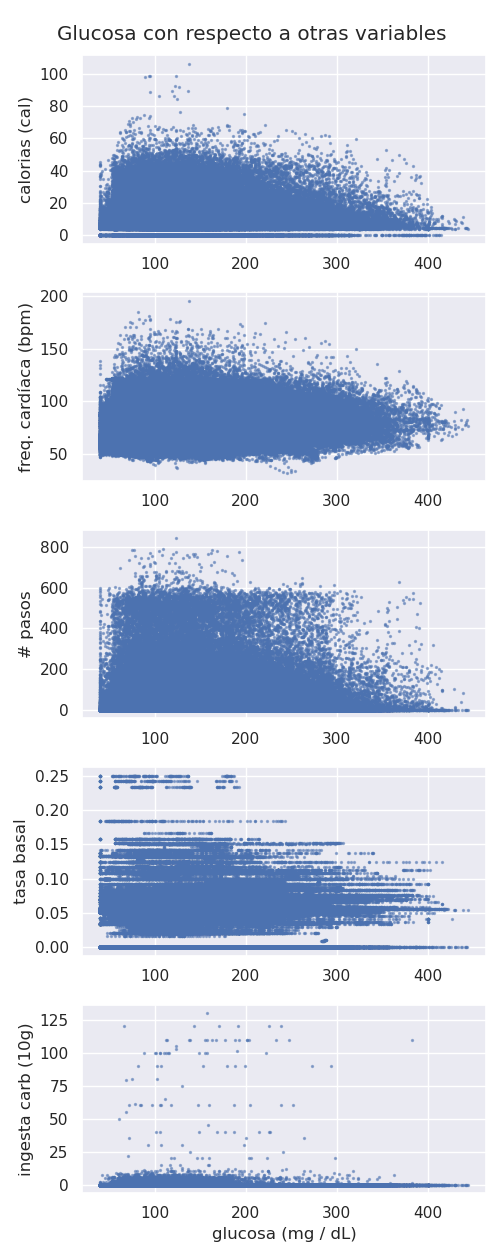 Glucosa con respecto a otras variables
100
80
60
40
20
0
calorias (cal)
100 200 300 400
200
150
100
50
freq. cardíaca (bpm)
100 200 300 400
800
600
400
200
0
# pasos
100 200 300 400
0.25
0.20
0.15
0.10
0.05
0.00
tasa basal
100 200 300 400
125
100
75
50
25
0
ingesta carb (10g)
100 200 300 400
glucosa (mg / dL)